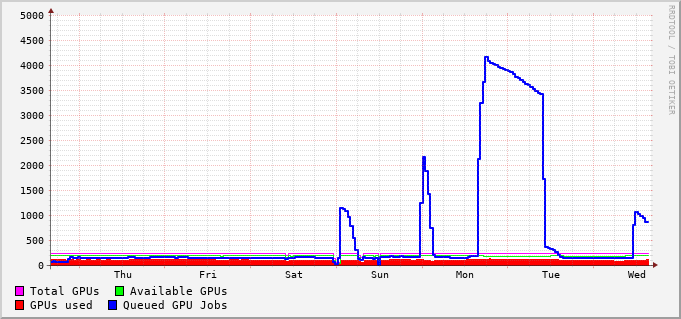 RRDTOOL / TOBI OETIKER
5000
4500
4000
3500
3000
2500
2000
1500
1000
500
0
Thu Fri Sat Sun Mon Tue Wed
Total GPUs Available GPUs
GPUs used Queued GPU Jobs